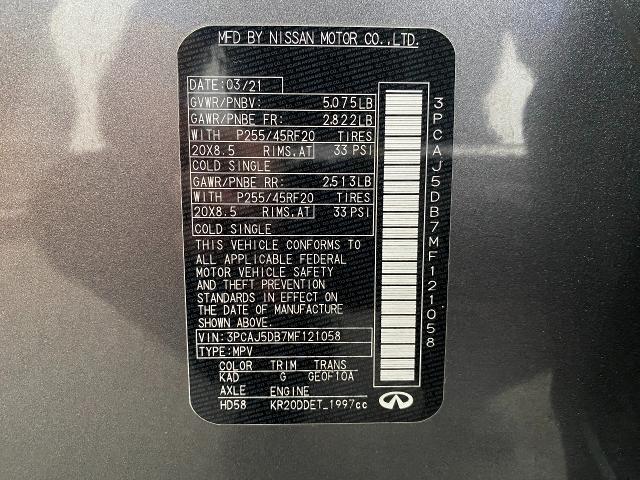 MFD BY NISSAN MOTOR CO.,LTD.
DATE:03/21
GVWR/PNBV: 5,075LB
GAWR/PNBE FR: 2,822LB
WITH P255/45RF20 TIRES
20X8.5 RIMS,AT 33 PSI
COLD SINGLE
GAWR/PNBE RR: 2,513LB
WITH P255/45RF20 TIRES
20X8.5 RIMS,AT 33 PSI
COLD SINGLE
THIS VEHICLE CONFORMS TO
ALL APPLICABLE FEDERAL
MOTOR VEHICLE SAFETY
AND THEFT PREVENTION
STANDARDS IN EFFECT ON
THE DATE OF MANUFACTURE
SHOWN ABOVE.
VIN: 3PCAJ5DB7MF121058
TYPE:MPV
COLOR TRIM TRANS
KAD G GE0F10A
AXLE ENGINE
HD58 KR20DDET_1997cc
3PCAJ5DB7MF121058